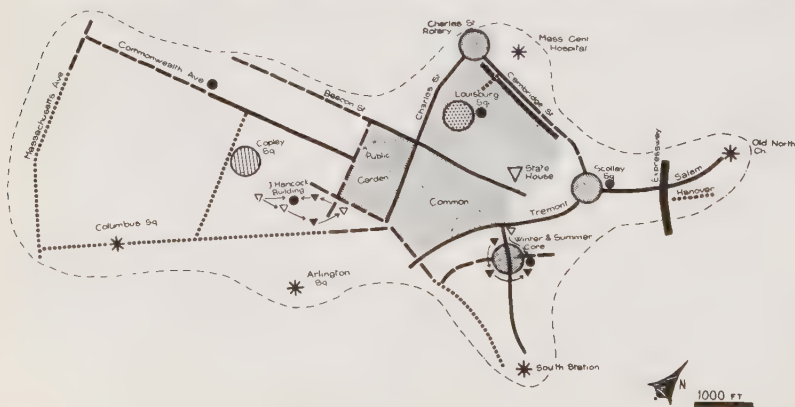 Charles St
Rotary
Mass Gent
Hospital
Commonwealth Ave
Beacon St
Charles St
Cambridge St
Massachusetts Ave
Louisburg
Sq
Copley
Sq
Public
Garden
State
House
Scolley
Sq
Expressway
Old North
Ch.
Salem
Hanover
J Hancock
Building
Common
Tremont
Columbus Sq
Winter & Summer
Core
Arlington
Sq
South Station
N
1000 FT